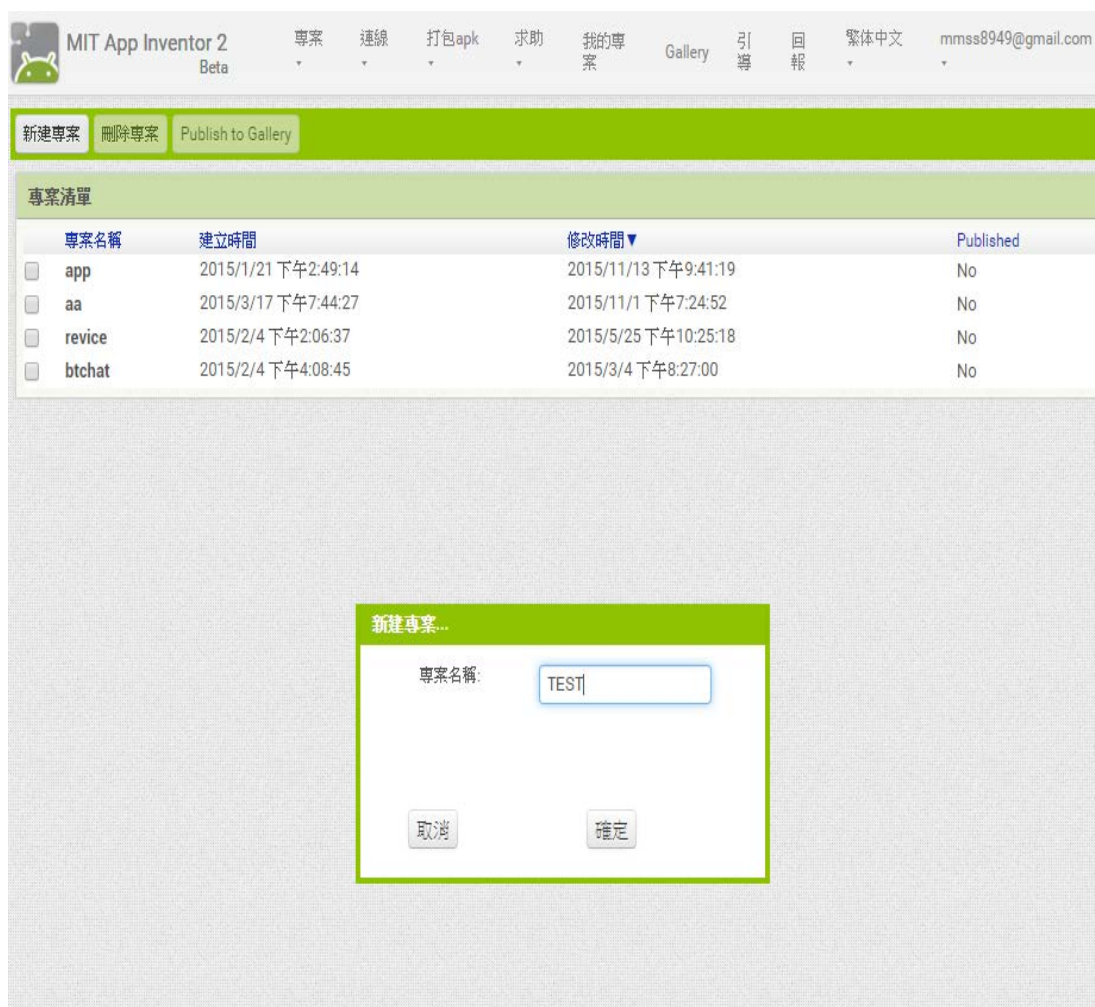 MIT App Inventor 2
Beta
專案
連線
打包apk
求助
我的專
案
Gallery
引
導
回
報
繁体中文
mmss8949@gmail.com
新建專案 刪除專案 Publish to Gallery
專案清單
專案名稱 建立時間 修改時間▼ Published
app 2015/1/21 下午2:49:14 2015/11/13 下午9:41:19 No
aa 2015/3/17 下午7:44:27 2015/11/1 下午7:24:52 No
revice 2015/2/4 下午2:06:37 2015/5/25 下午10:25:18 No
btchat 2015/2/4 下午4:08:45 2015/3/4 下午8:27:00 No
新建專案...
專案名稱: TEST
取消 確定